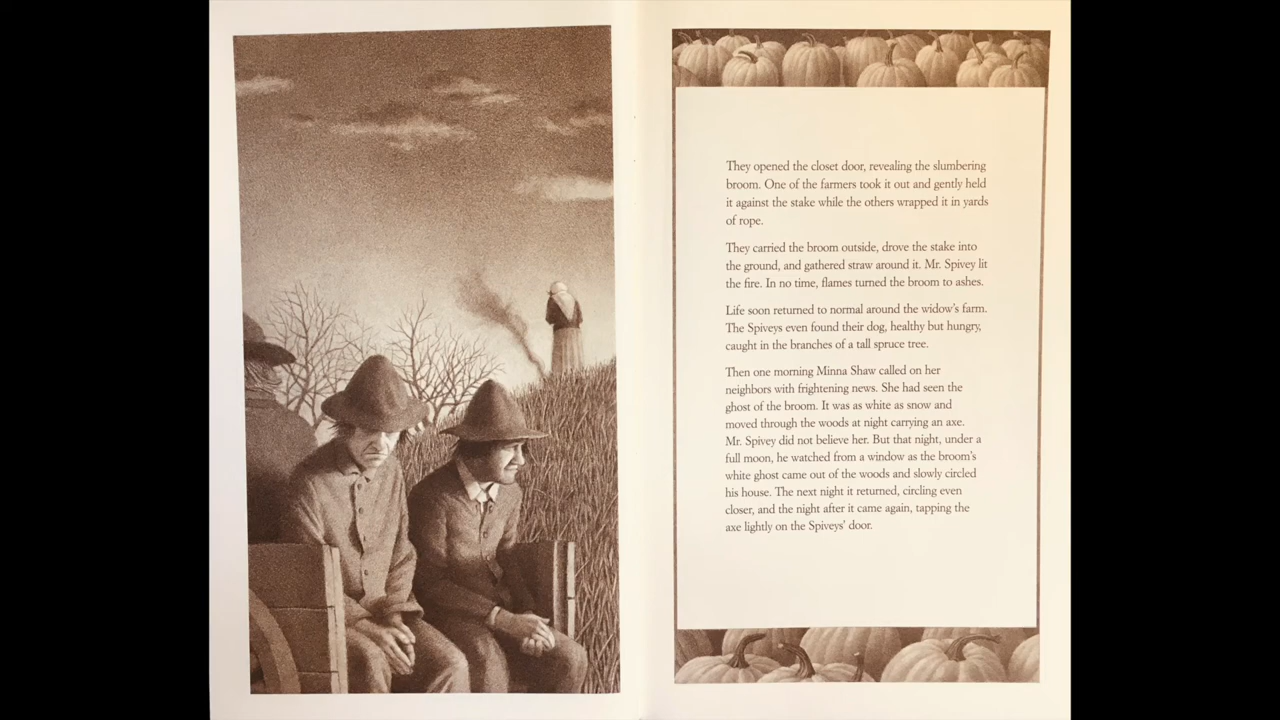 They opened the closet door, revealing the slumbering
broom. One of the farmers took it out and gently held
it against the stake while the others wrapped it in yards
of rope.
They carried the broom outside, drove the stake into
the ground, and gathered straw around it. Mr. Spivey lit
the fire. In no time, flames turned the broom to ashes.
Life soon returned to normal around the widow's farm.
The Spiveys even found their dog, healthy but hungry,
caught in the branches of a tall spruce tree.
Then one morning Minna Shaw called on her
neighbors with frightening news. She had seen the
ghost of the broom. It was as white as snow and
moved through the woods at night carrying an axe.
Mr. Spivey did not believe her. But that night, under a
full moon, he watched from a window as the broom's
white ghost came out of the woods and slowly circled
his house. The next night it returned, circling even
closer, and the night after it came again, tapping the
axe lightly on the Spiveys' door.